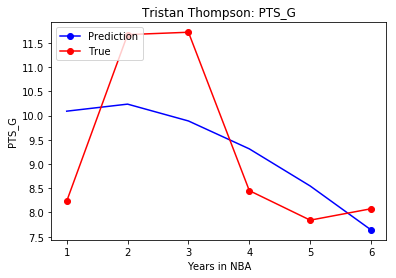 Tristan Thompson: PTS_G
Prediction
True
PTS_G
11.5
11.0
10.5
10.0
9.5
9.0
8.5
8.0
7.5
1 2 3 4 5 6
Years in NBA